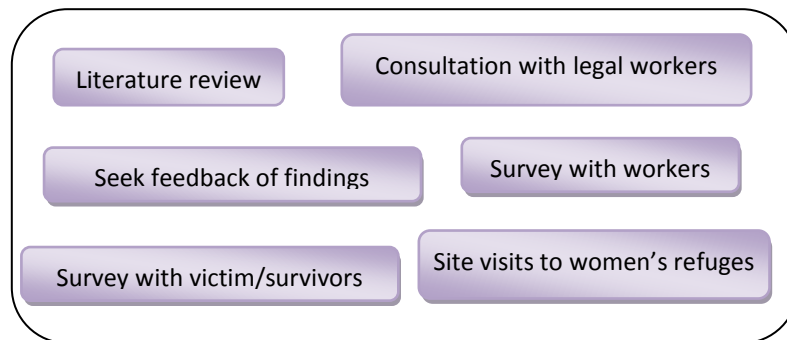 Literature review
Consultation with legal workers
Seek feedback of findings
Survey with workers
Survey with victim/survivors
Site visits to women’s refuges